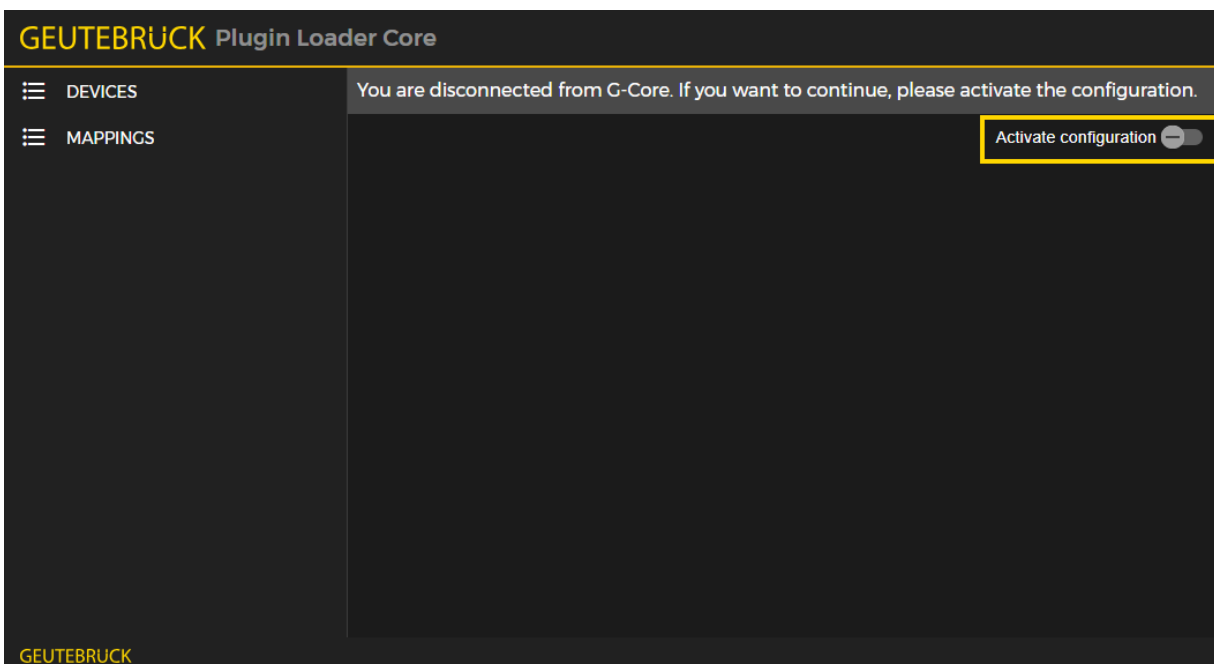 GEUTEBRÜCK Plugin Loader Core
DEVICES
MAPPINGS
You are disconnected from G-Core. If you want to continue, please activate the configuration.
Activate configuration
GEUTEBRÜCK